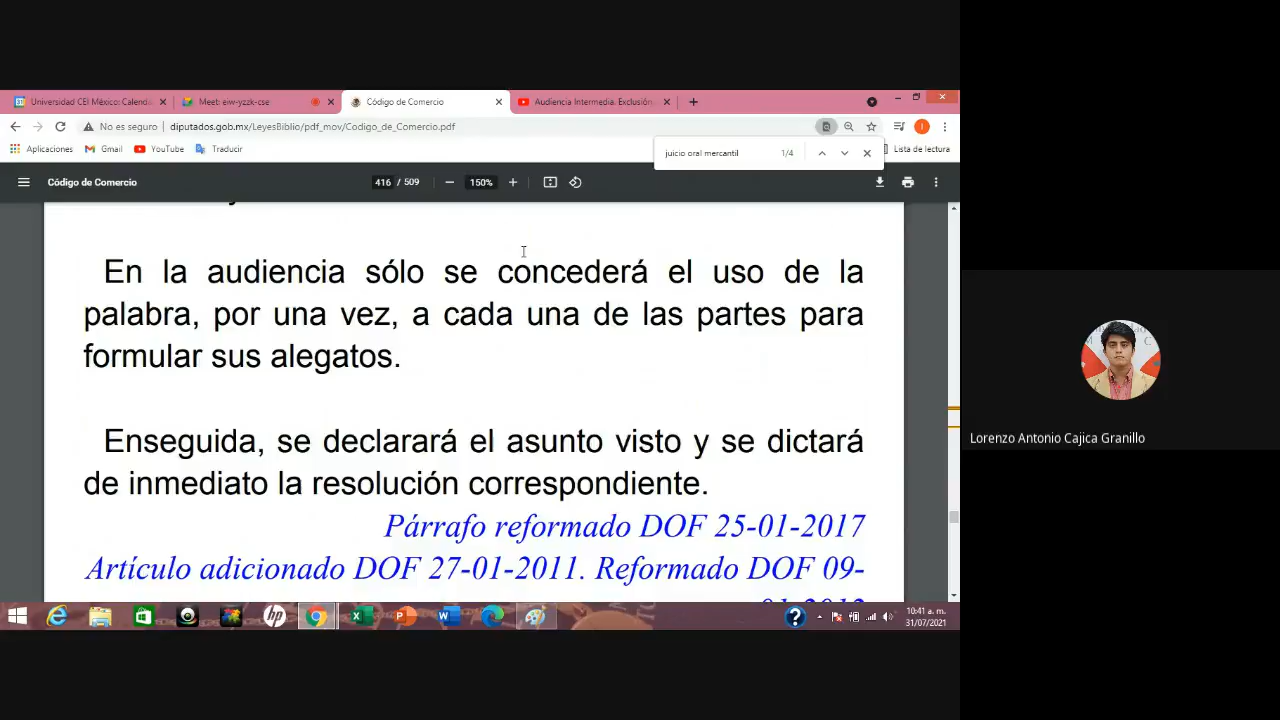 Universidad CEI México: Calenda
Meet: eiw-yzzk-cse
Código de Comercio
Audiencia Intermedia. Exclusión
No es seguro
deputados.gob.mx/LeyesBiblio/pdf_mov/Codigo_de_Comercio.pdf
Aplicaciones
Gmail
YouTube
Traducir
juicio oral mercantil
1/4
Lista de lectura
Código de Comercio
416 / 509
150%
En la audiencia sólo se concederá el uso de la
palabra, por una vez, a cada una de las partes para
formular sus alegatos.
Enseguida, se declarará el asunto visto y se dictará
de inmediato la resolución correspondiente.
Párrafo reformado DOF 25-01-2017
Artículo adicionado DOF 27-01-2011. Reformado DOF 09-
10:41 a. m.
31/07/2021
Lorenzo Antonio Cajica Granillo